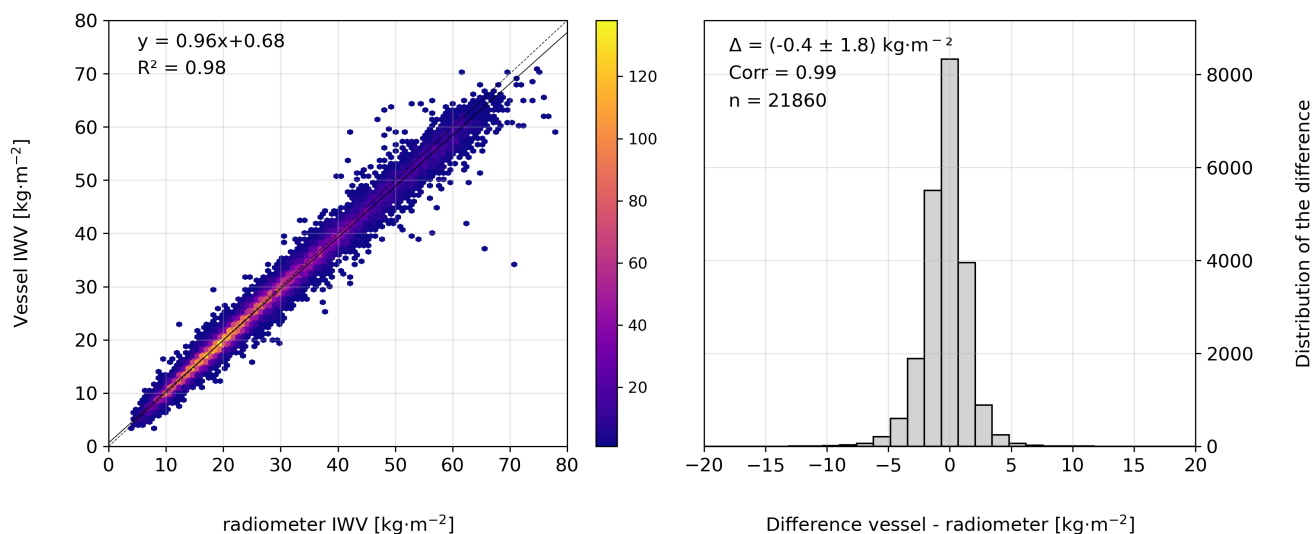 y = 0.96x+0.68
R² = 0.98
80
70
60
50
40
30
20
10
0
Vessel IWV [kg·m⁻²]
0 10 20 30 40 50 60 70 80
radiometer IWV [kg·m⁻²]
120
100
80
60
40
20
Δ = (-0.4 ± 1.8) kg·m⁻²
Corr = 0.99
n = 21860
8000
6000
4000
2000
0
Distribution of the difference
−20 −15 −10 −5 0 5 10 15 20
Difference vessel - radiometer [kg·m⁻²]